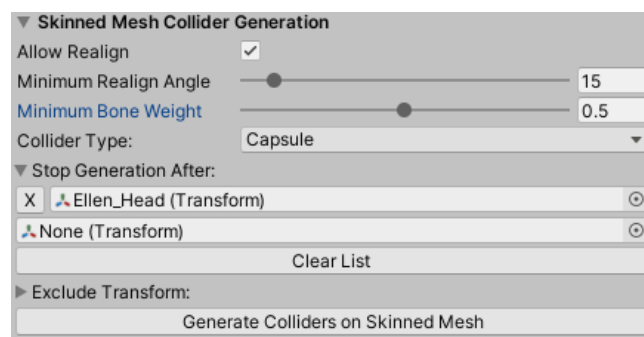 Skinned Mesh Collider Generation
Allow Realign
Minimum Realign Angle 15
Minimum Bone Weight 0.5
Collider Type: Capsule
Stop Generation After:
X Ellen_Head (Transform)
None (Transform)
Clear List
Exclude Transform:
Generate Colliders on Skinned Mesh